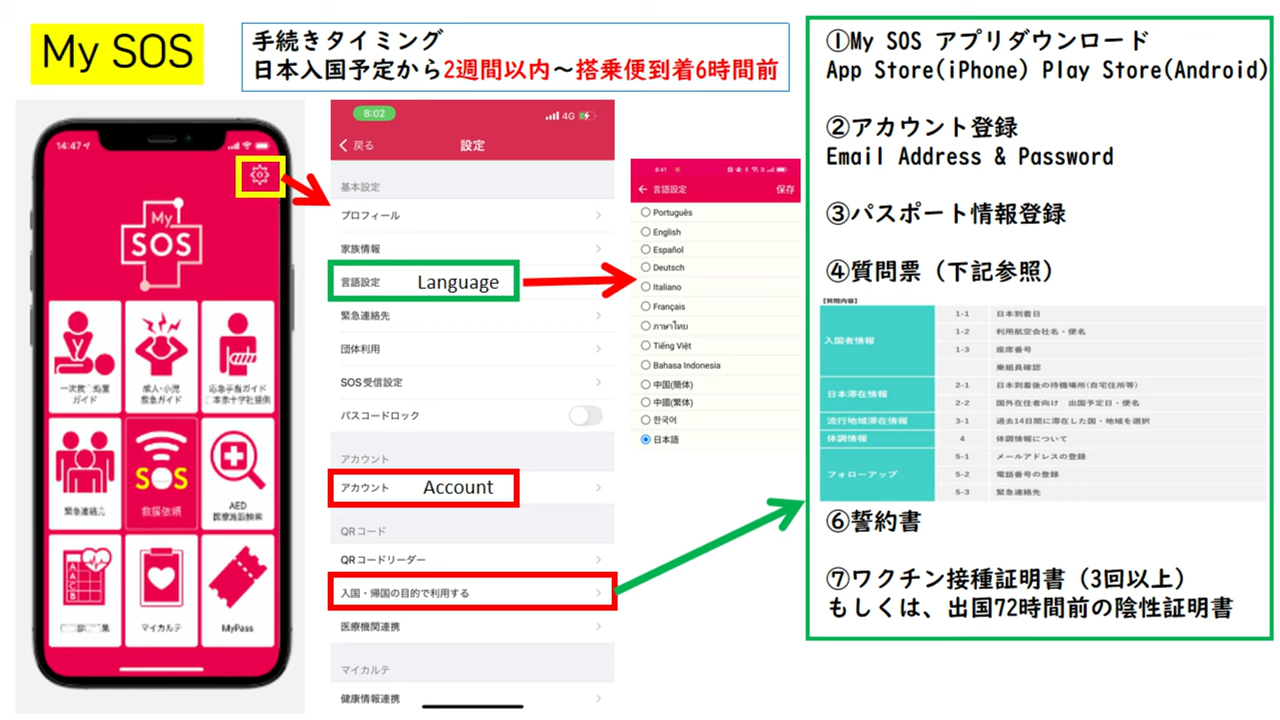 My SOS
手続きタイミング
日本入国予定から2週間以内～搭乗便到着6時間前
14:47
My
SOS
一次救 処置
ガイド
成人・小児
救急ガイド
応急手当ガイド
本赤十字社提供
緊急連絡先
SOS
救援依頼
AED
医療施設検索
マイカルテ
MyPass
8:02
4G
戻る
設定
基本設定
プロフィール
家族情報
言語設定 Language
緊急連絡先
団体利用
SOS受信設定
パスコードロック
アカウント
アカウント Account
QRコード
QRコードリーダー
入国・帰国の目的で利用する
医療機関連携
マイカルテ
健康情報連携
8:41
言語設定 保存
Português
English
Español
Deutsch
Italiano
Français
ภาษาไทย
Tiếng Việt
Bahasa Indonesia
中国(簡体)
中國(繁体)
한국어
日本語
①My SOS アプリダウンロード
App Store(iPhone) Play Store(Android)
②アカウント登録
Email Address & Password
③パスポート情報登録
④質問票（下記参照）
【質問内容】
入国者情報
1-1 日本到着日
1-2 利用航空会社名・便名
1-3 座席番号
乗組員確認
日本滞在情報
2-1 日本到着後の待機場所(自宅住所等)
2-2 国外在住者向け 出国予定日・便名
流行地域滞在情報 3-1 過去14日間に滞在した国・地域を選択
体調情報 4 体調情報について
フォローアップ
5-1 メールアドレスの登録
5-2 電話番号の登録
5-3 緊急連絡先
⑥誓約書
⑦ワクチン接種証明書（3回以上）
もしくは、出国72時間前の陰性証明書